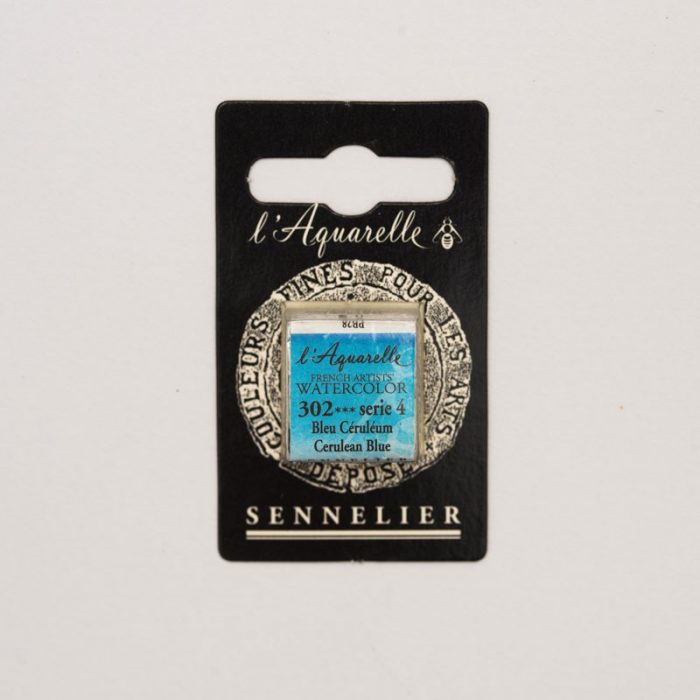 l'Aquarelle
COULEURS FINES POUR LES ARTS
PB28
l'Aquarelle
FRENCH ARTISTS'
WATERCOLOR
302*** serie 4
Bleu Céruléum
Cerulean Blue
DÉPOSÉ
SENNELIER